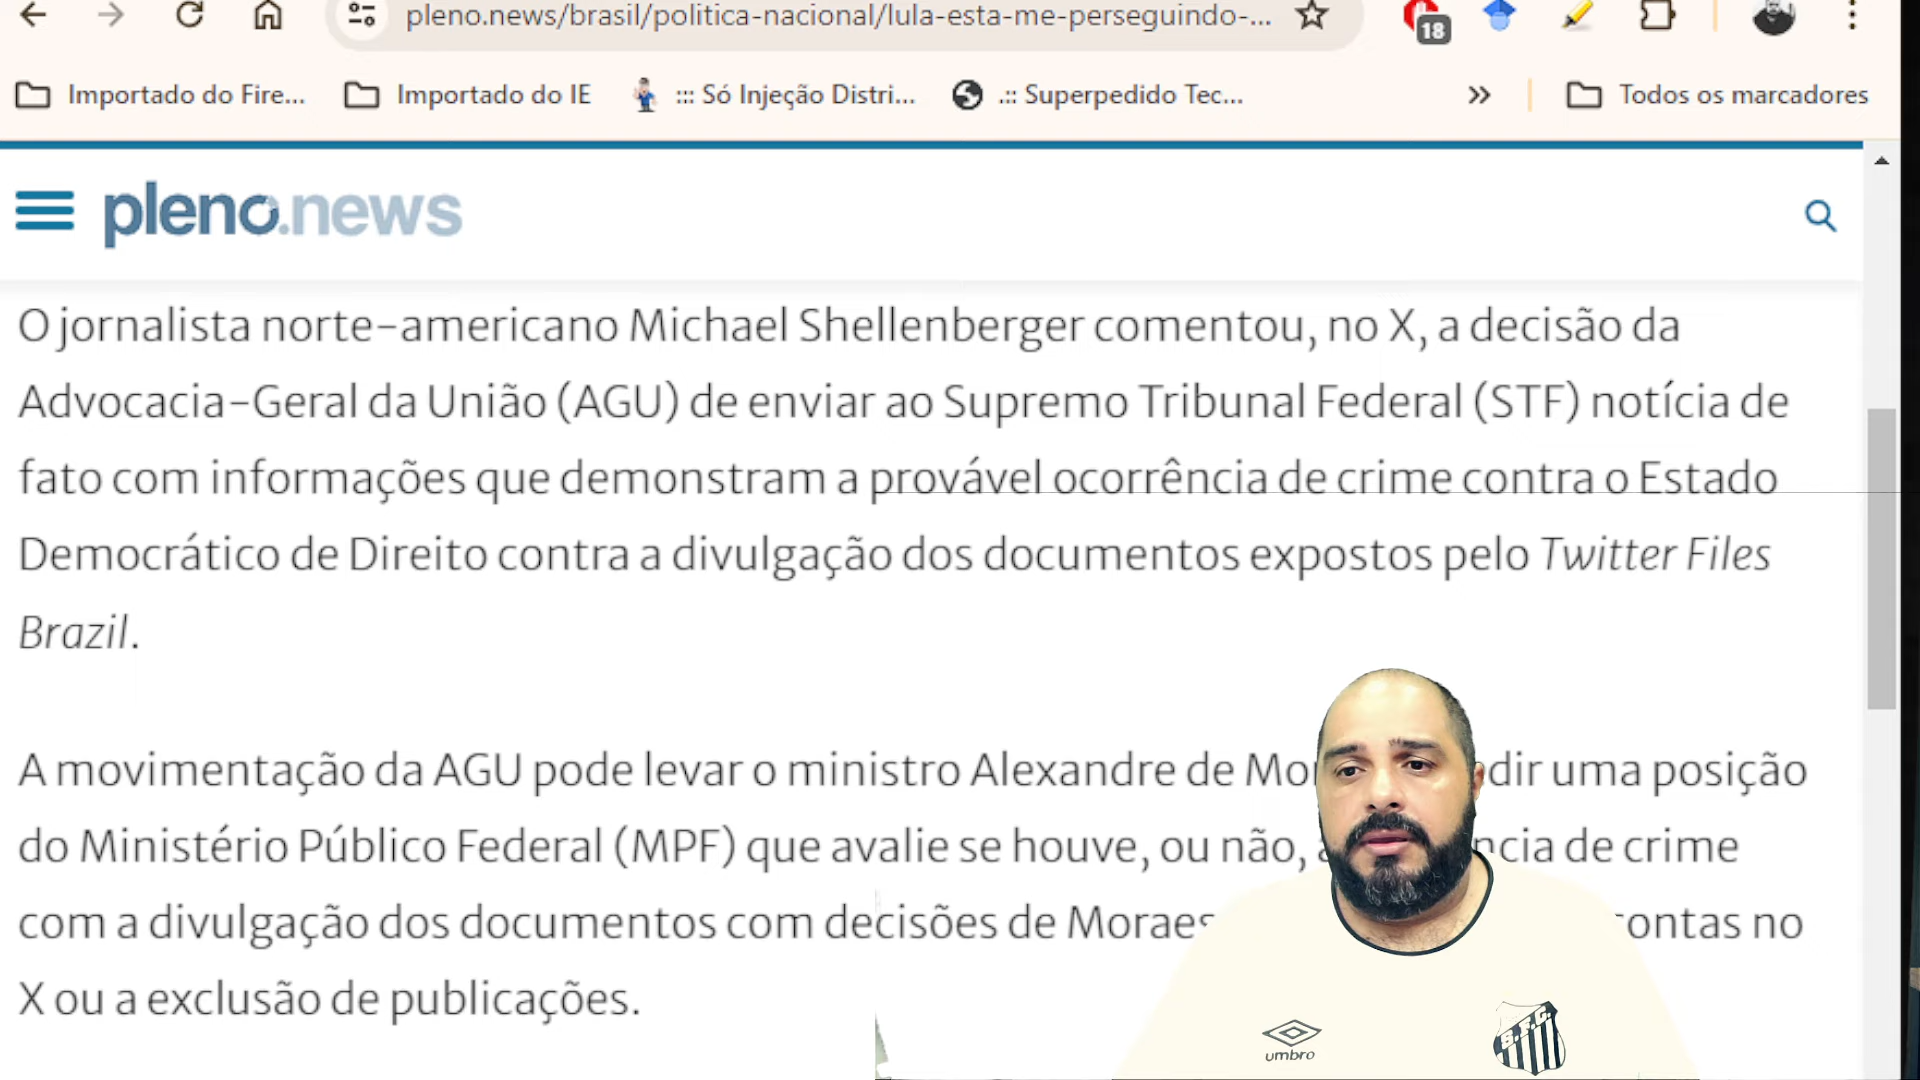 pleno.news/brasil/politica-nacional/lula-esta-me-perseguindo-...
18
Importado do Fire...
Importado do IE
::: Só Injeção Distri...
.:: Superpedido Tec...
»
Todos os marcadores
pleno.news
O jornalista norte-americano Michael Shellenberger comentou, no X, a decisão da
Advocacia-Geral da União (AGU) de enviar ao Supremo Tribunal Federal (STF) notícia de
fato com informações que demonstram a provável ocorrência de crime contra o Estado
Democrático de Direito contra a divulgação dos documentos expostos pelo Twitter Files
Brazil.
A movimentação da AGU pode levar o ministro Alexandre de Mo dir uma posição
do Ministério Público Federal (MPF) que avalie se houve, ou não, a ncia de crime
com a divulgação dos documentos com decisões de Moraes ontas no
X ou a exclusão de publicações.
umbro
S.F.C.